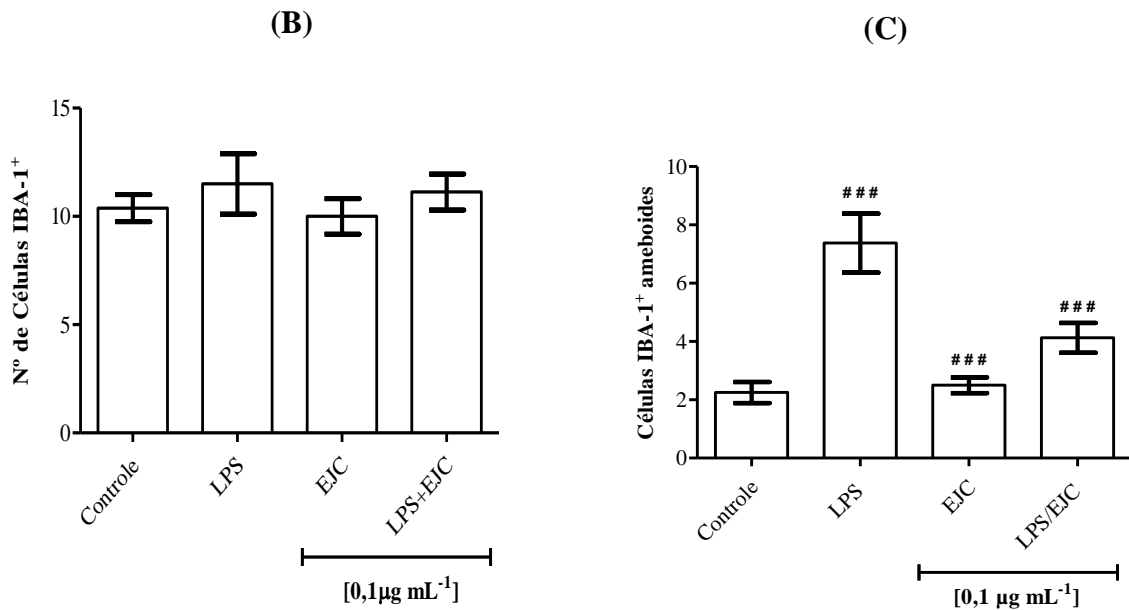 (B)
Nº de Células IBA-1⁺
15
10
5
0
Controle
LPS
EJC
LPS+EJC
[0,1μg mL⁻¹]
(C)
Células IBA-1⁺ ameboides
10
8
6
4
2
0
###
###
###
Controle
LPS
EJC
LPS/EJC
[0,1 μg mL⁻¹]